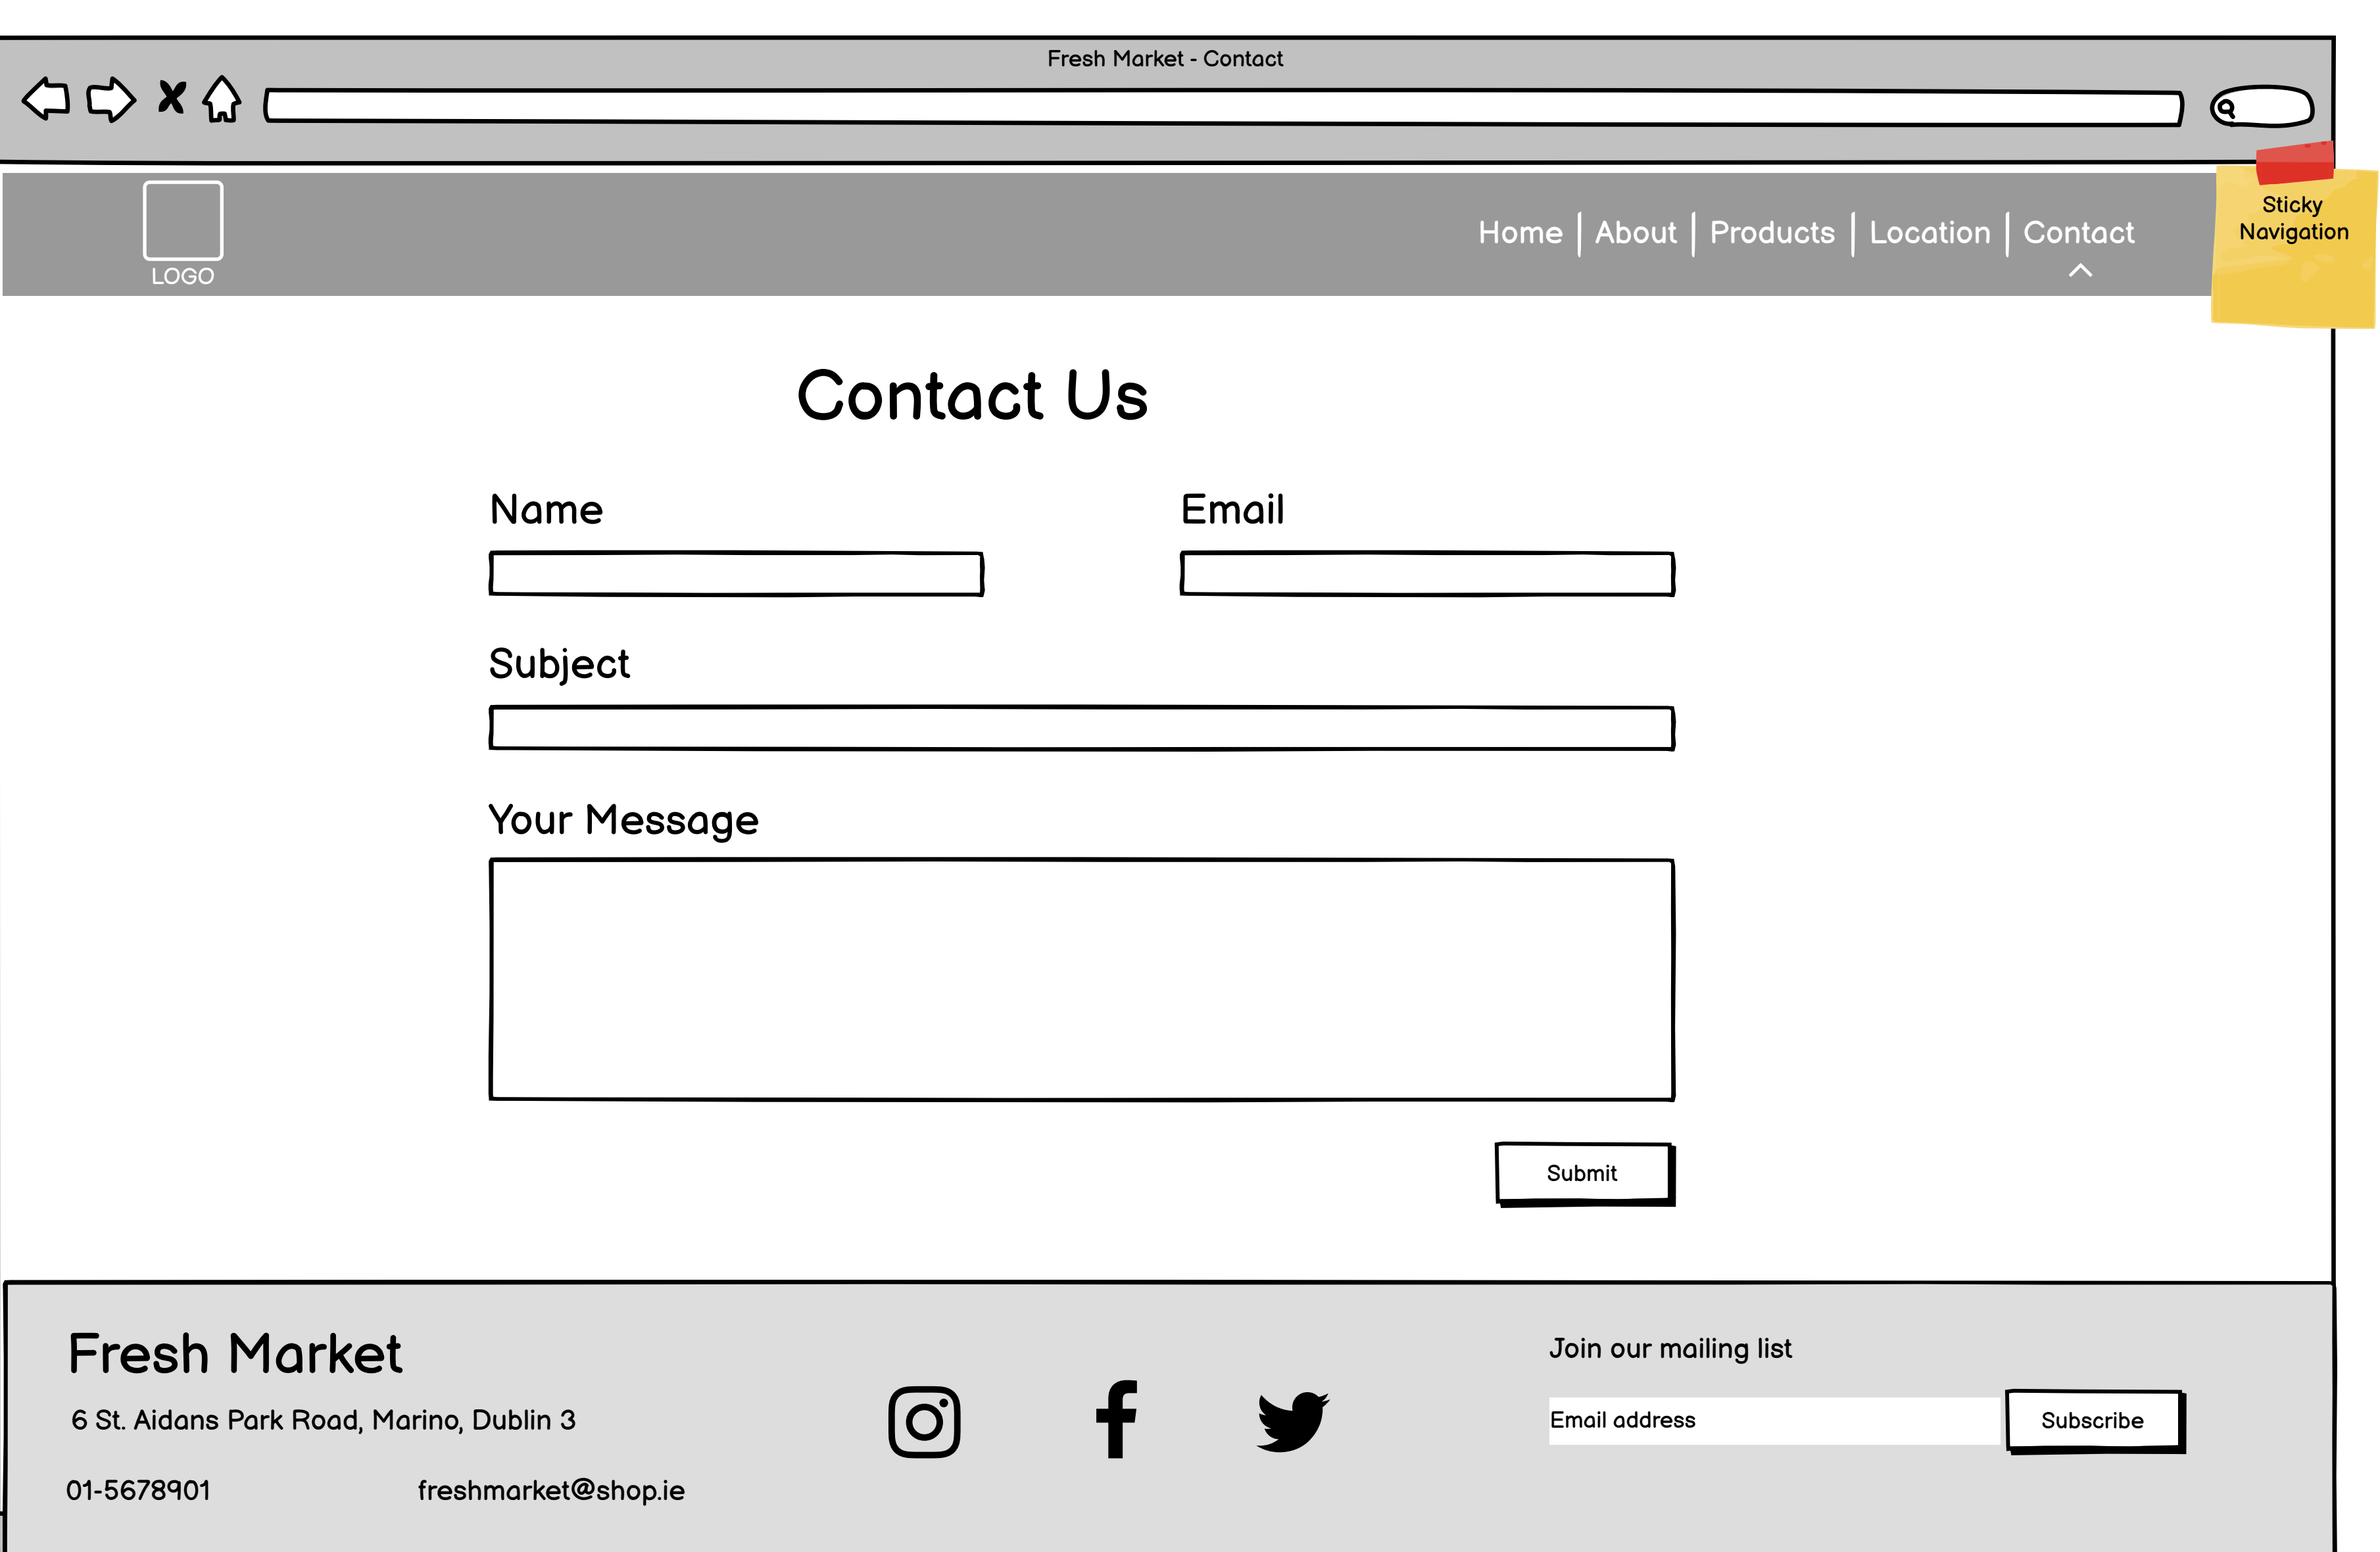 Fresh Market - Contact
Home | About | Products | Location | Contact
Sticky
Navigation
LOGO
Contact Us
Name
Email
Subject
Your Message
Submit
Fresh Market
6 St. Aidans Park Road, Marino, Dublin 3
01-5678901
freshmarket@shop.ie
Join our mailing list
Email address
Subscribe